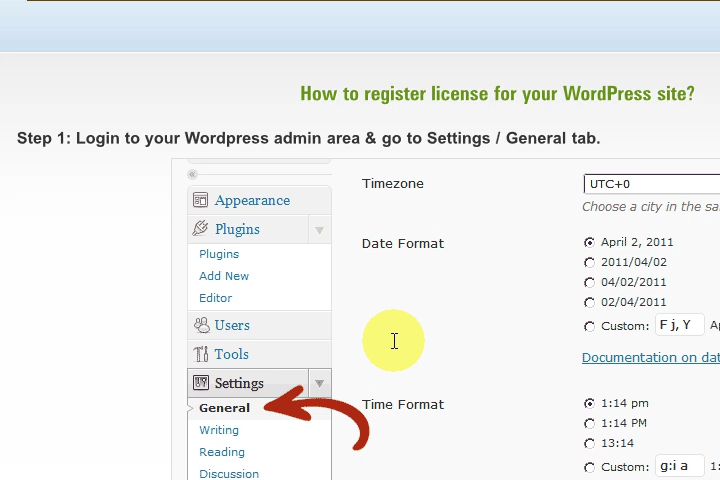 How to register license for your WordPress site?
Step 1: Login to your Wordpress admin area & go to Settings / General tab.
Appearance
Plugins
Plugins
Add New
Editor
Users
Tools
Settings
General
Writing
Reading
Discussion
Timezone
UTC+0
Choose a city in the sa
Date Format
April 2, 2011
2011/04/02
04/02/2011
02/04/2011
Custom: F j, Y Ap
Documentation on dat
Time Format
1:14 pm
1:14 PM
13:14
Custom: g:i a 1: